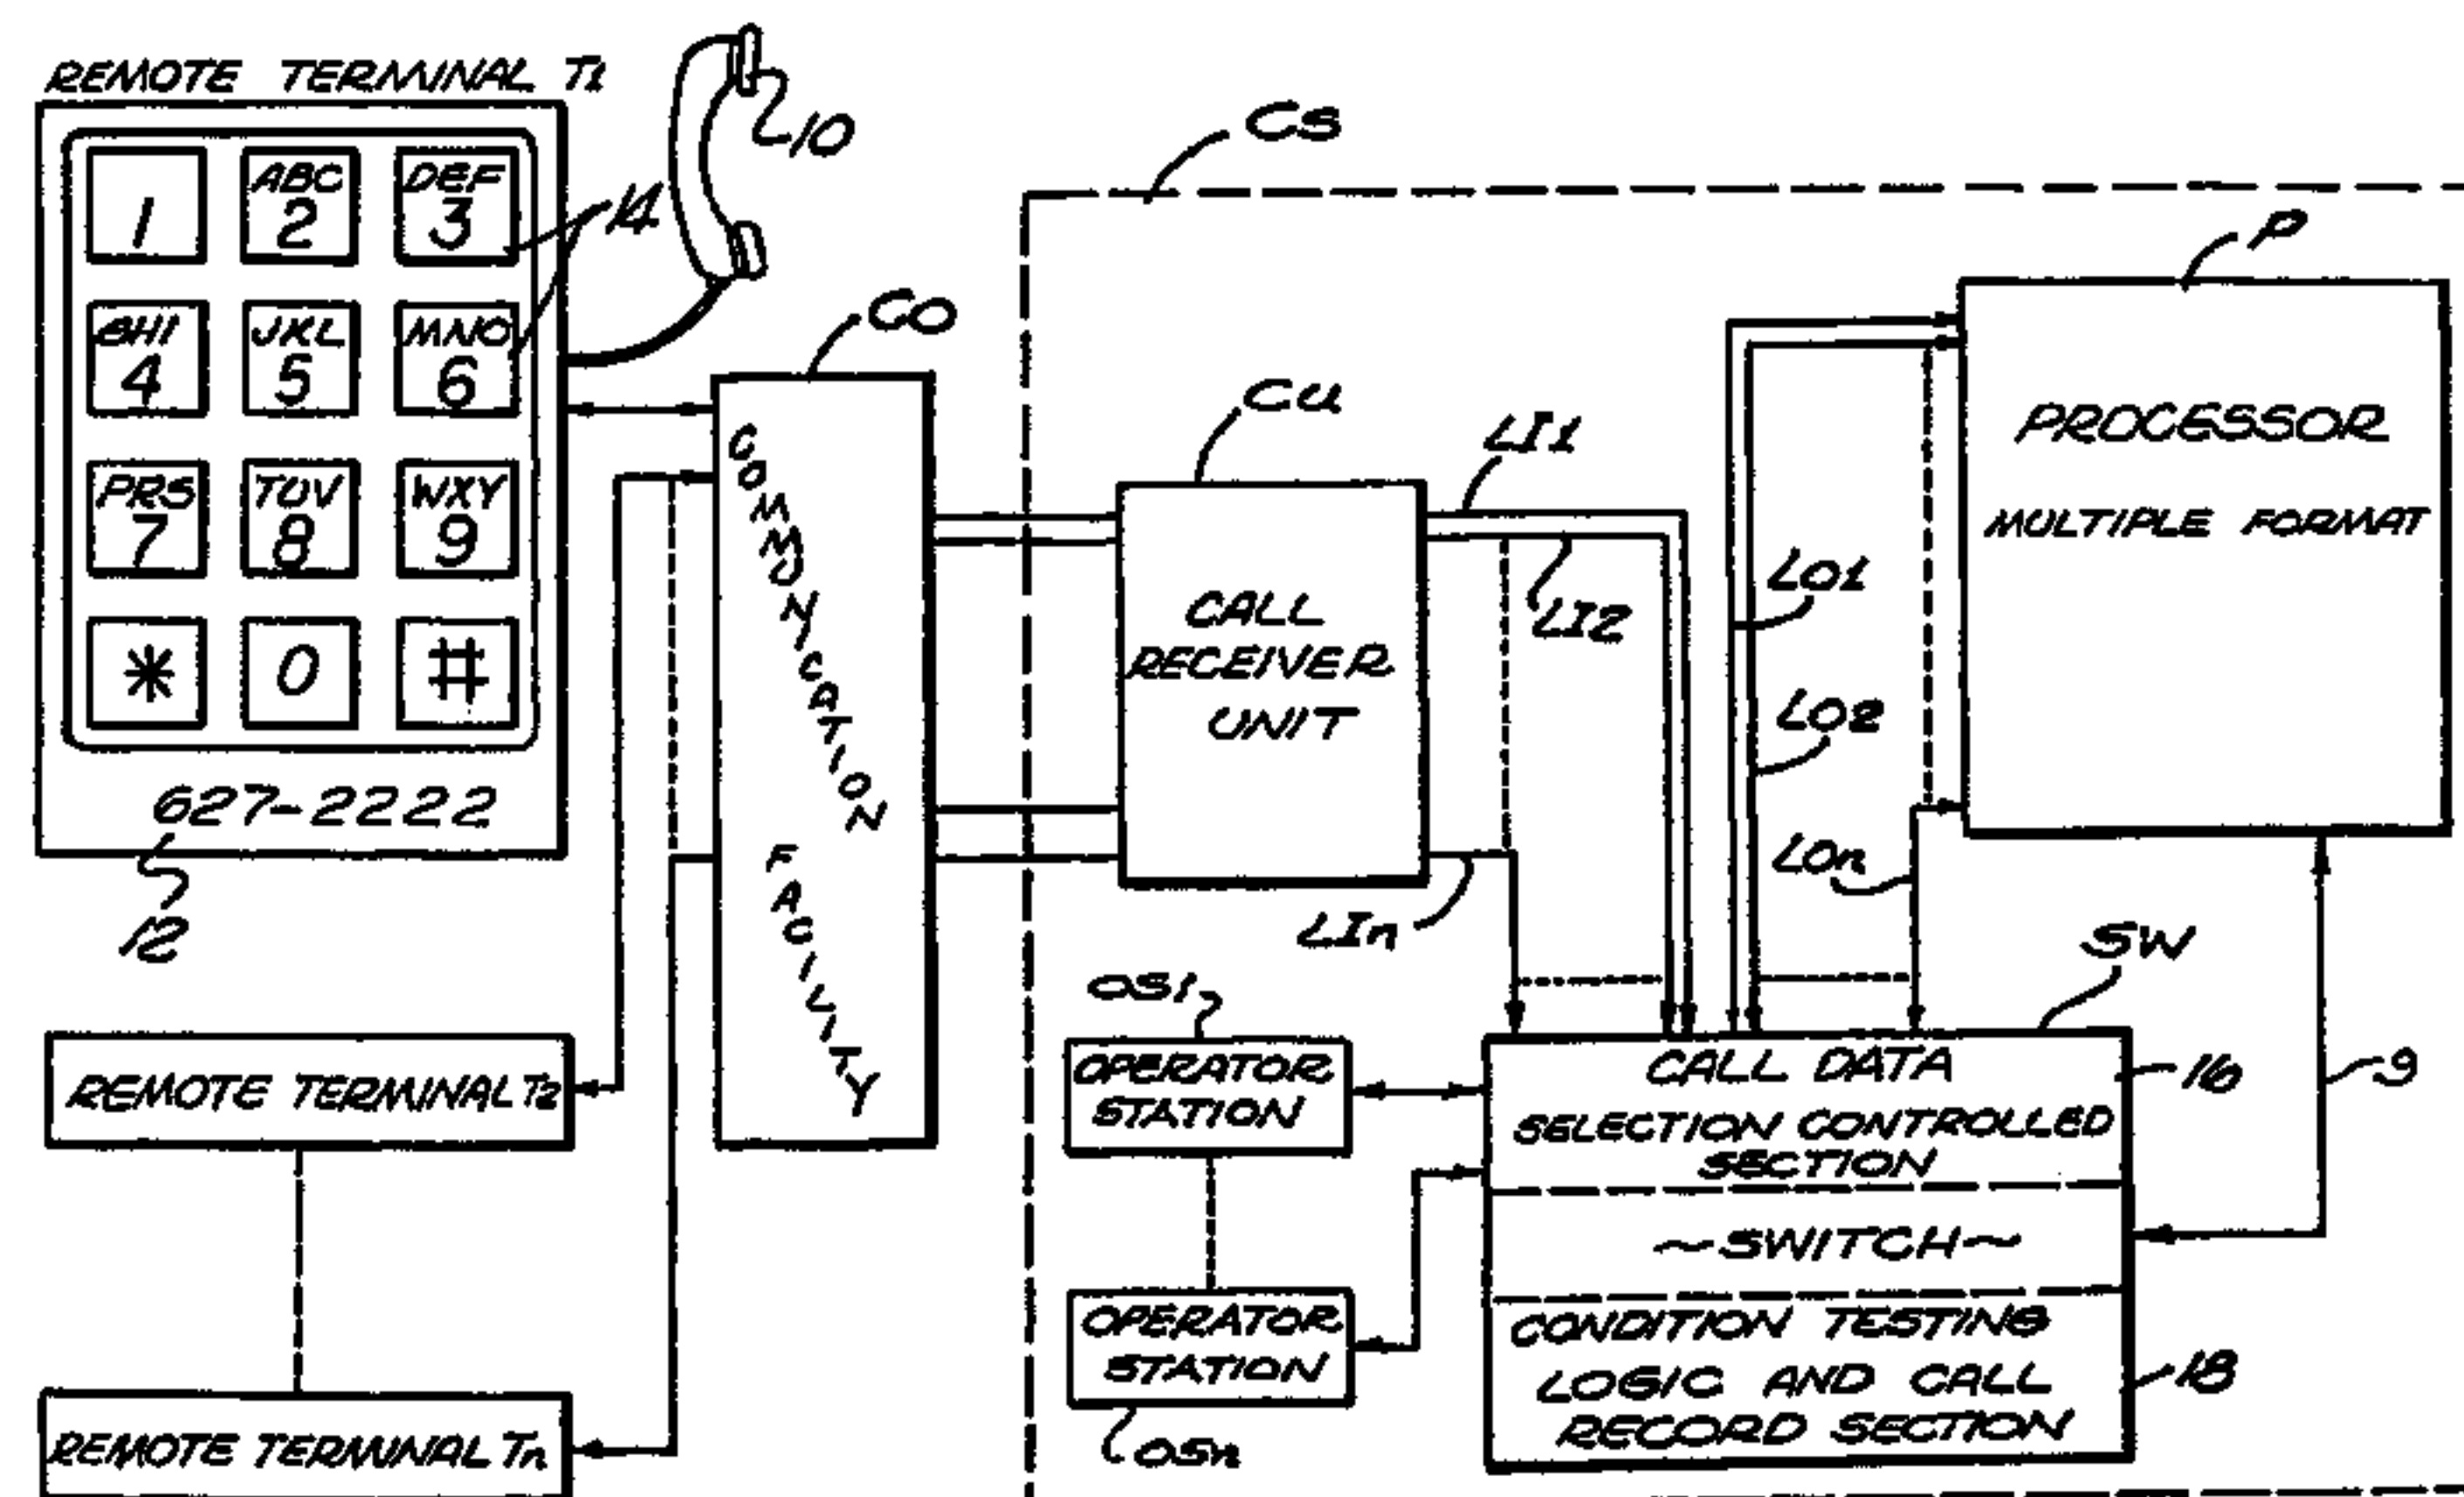 REMOTE TERMINAL T1
10
CS
1
ABC
2
DEF
3
14
P
GHI
4
JKL
5
MNO
6
CO
CU
LI1
PROCESSOR
MULTIPLE FORMAT
PRS
7
TUV
8
WXY
9
COMMUNICATION
FACILITY
CALL
RECEIVER
UNIT
LI2
LO1
*
0
#
LO2
627-2222
LOn
12
LIn
SW
OS1
REMOTE TERMINAL T2
OPERATOR
STATION
CALL DATA
SELECTION CONTROLLED
SECTION
16
9
~SWITCH~
OPERATOR
STATION
CONDITION TESTING
LOGIC AND CALL
RECORD SECTION
18
REMOTE TERMINAL Tn
OSn